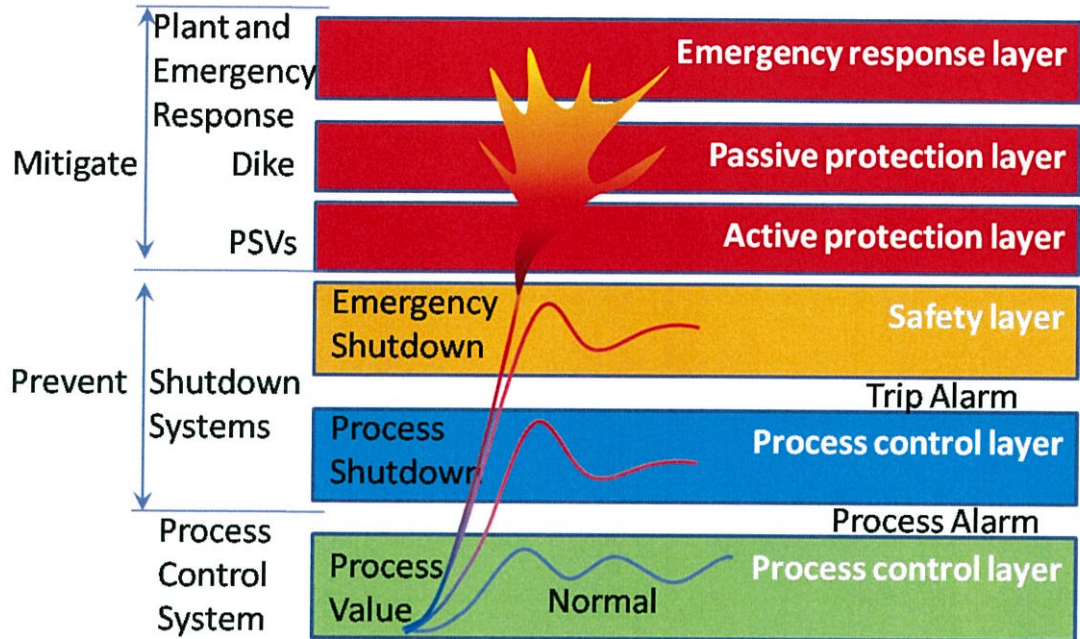 Plant and
Emergency
Response
Emergency response layer
Mitigate
Dike
Passive protection layer
PSVs
Active protection layer
Emergency
Shutdown
Safety layer
Prevent
Shutdown
Systems
Trip Alarm
Process
Shutdown
Process control layer
Process Alarm
Process
Control
System
Process
Value
Normal
Process control layer